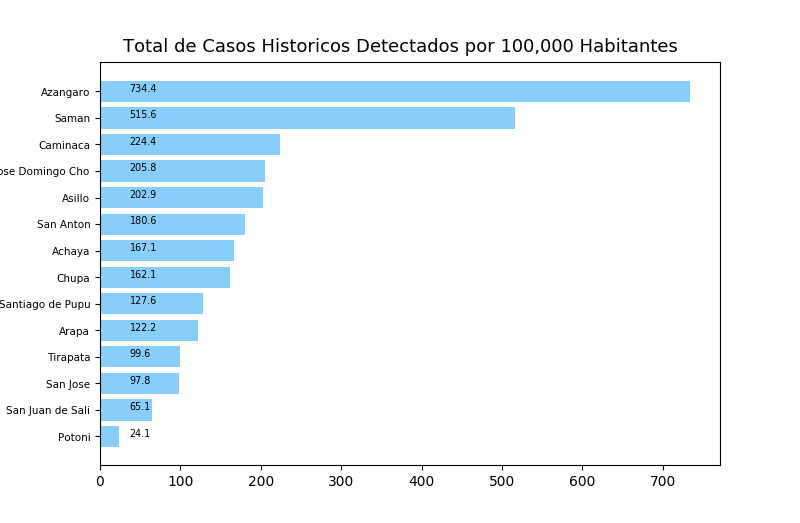 Total de Casos Historicos Detectados por 100,000 Habitantes
Azangaro 734.4
Saman 515.6
Caminaca 224.4
Domingo Cho 205.8
Asillo 202.9
San Anton 180.6
Achaya 167.1
Chupa 162.1
Santiago de Pupu 127.6
Arapa 122.2
Tirapata 99.6
San Jose 97.8
San Juan de Sali 65.1
Potoni 24.1
0 100 200 300 400 500 600 700